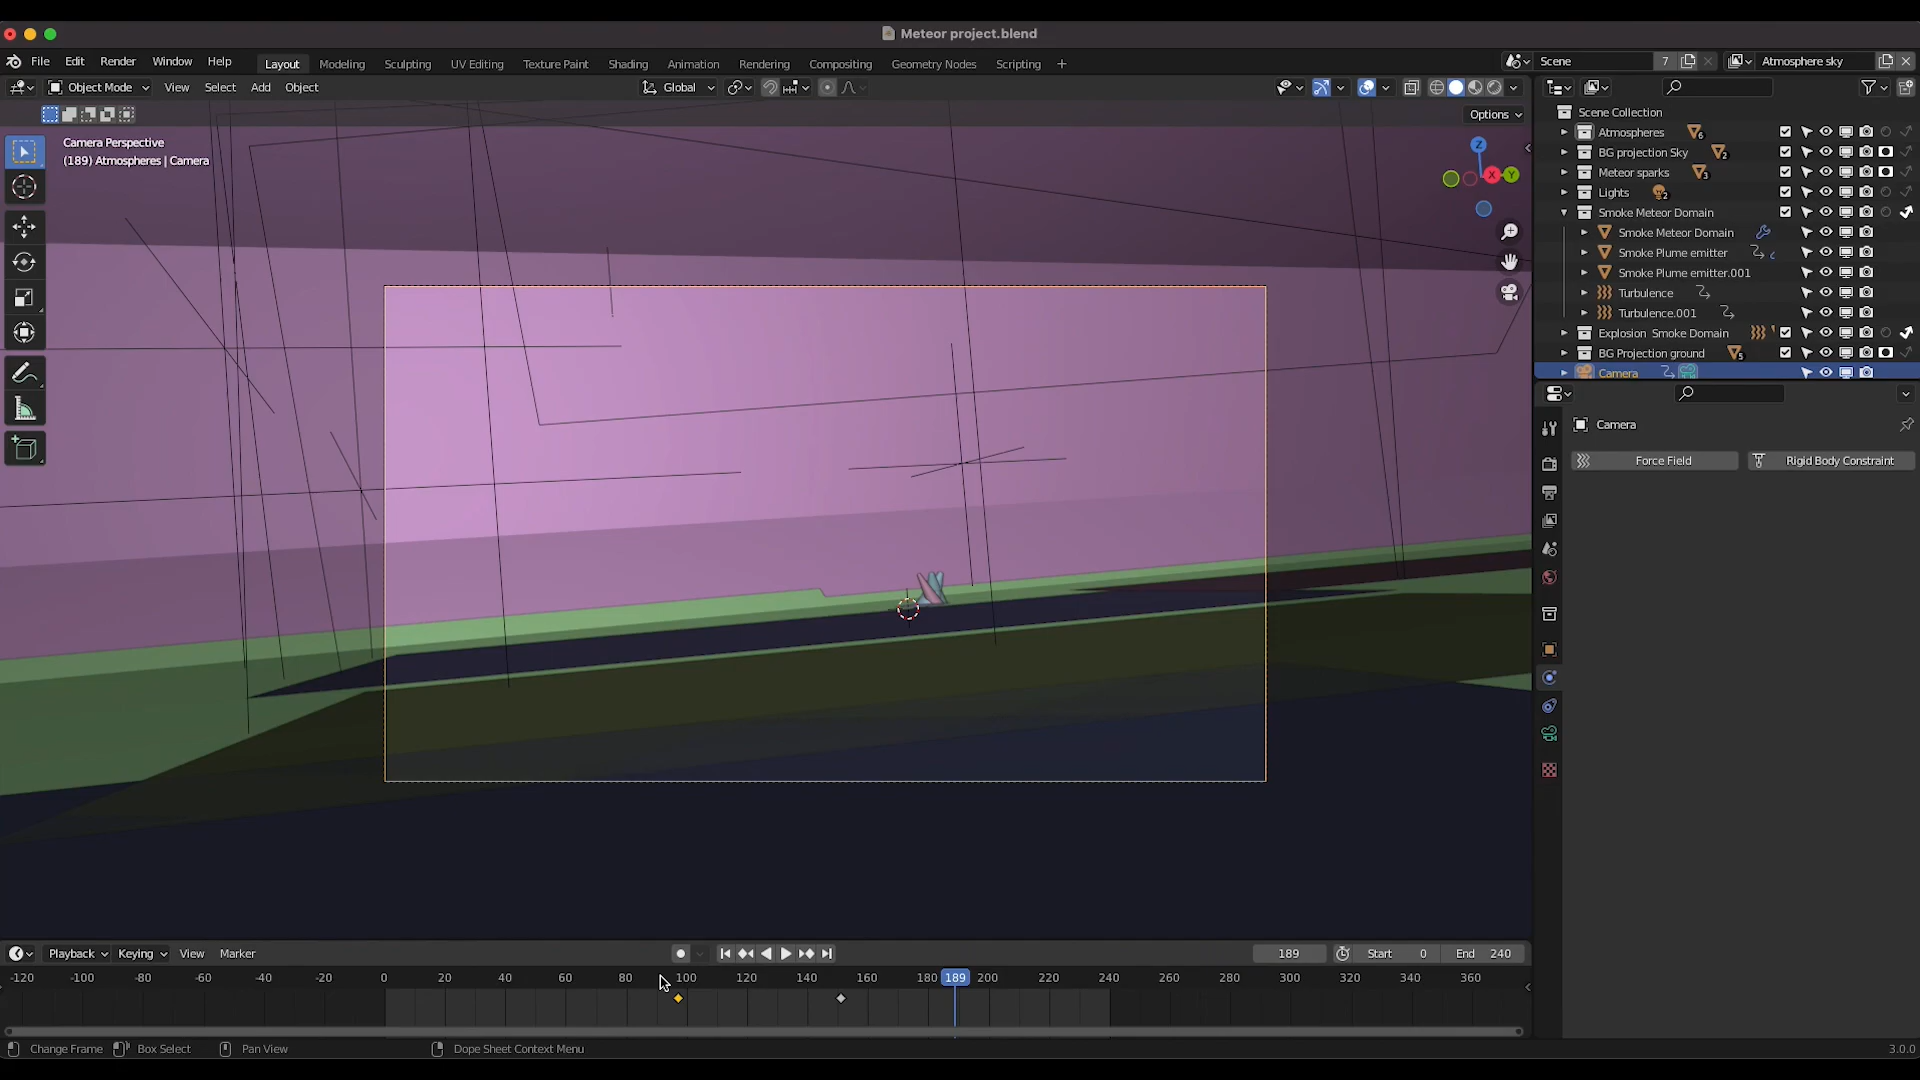 Meteor project.blend
File Edit Render Window Help Layout Modeling Sculpting UV Editing Texture Paint Shading Animation Rendering Compositing Geometry Nodes Scripting + Scene 7 Atmosphere sky
Object Mode View Select Add Object Global
Options
Camera Perspective
(189) Atmospheres | Camera
Z
X
Y
Scene Collection
Atmospheres 6
BG projection Sky 2
Meteor sparks 3
Lights 2
Smoke Meteor Domain
Smoke Meteor Domain
Smoke Plume emitter
Smoke Plume emitter.001
Turbulence
Turbulence.001
Explosion Smoke Domain
BG Projection ground 5
Camera
Camera
Force Field Rigid Body Constraint
Playback Keying View Marker 189 Start 0 End 240
-120 -100 -80 -60 -40 -20 0 20 40 60 80 100 120 140 160 180 189 200 220 240 260 280 300 320 340 360
Change Frame Box Select Pan View Dope Sheet Context Menu 3.0.0